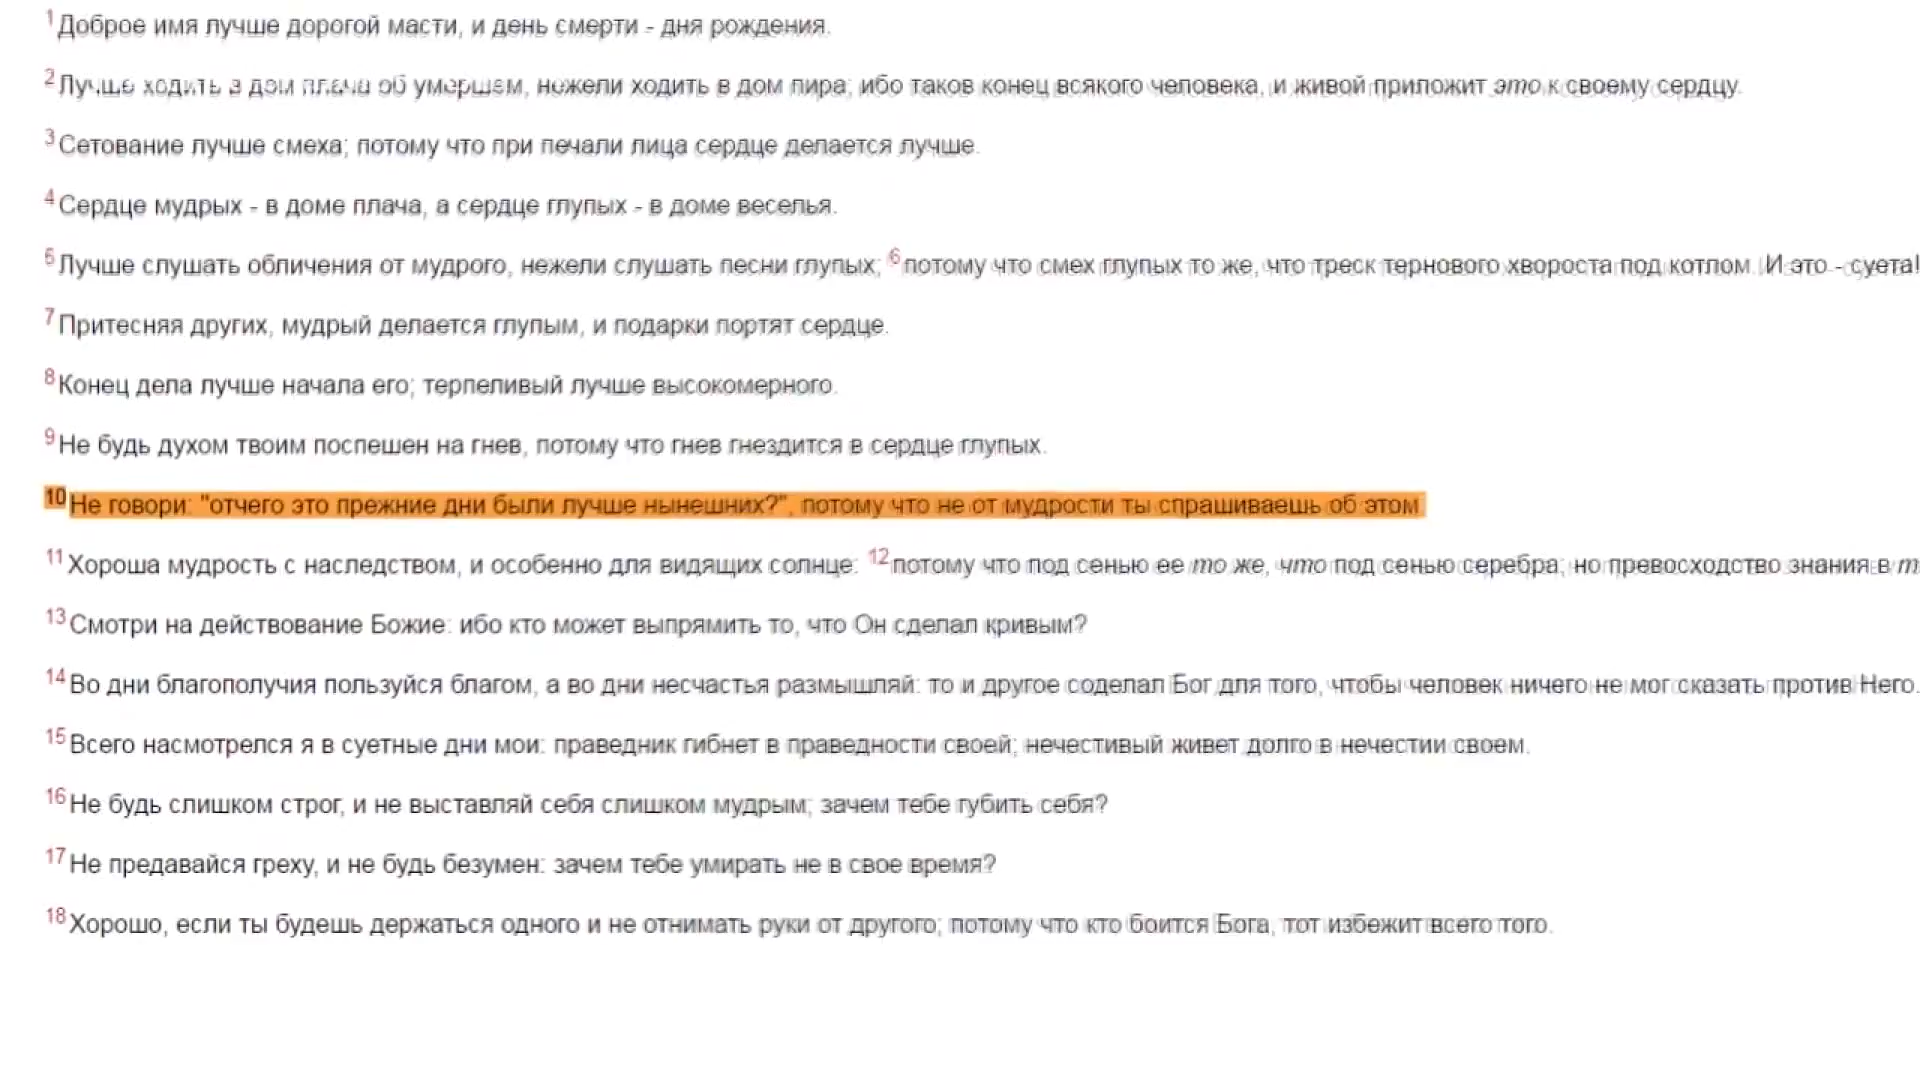 1 Доброе имя лучше дорогой масти, и день смерти - дня рождения.
2 Лучше ходить в дом плача об умершем, нежели ходить в дом пира; ибо таков конец всякого человека, и живой приложит это к своему сердцу.
3 Сетование лучше смеха; потому что при печали лица сердце делается лучше.
4 Сердце мудрых - в доме плача, а сердце глупых - в доме веселья.
5 Лучше слушать обличения от мудрого, нежели слушать песни глупых; 6 потому что смех глупых то же, что треск тернового хвороста под котлом. И это - суета!
7 Притесняя других, мудрый делается глупым, и подарки портят сердце.
8 Конец дела лучше начала его; терпеливый лучше высокомерного.
9 Не будь духом твоим поспешен на гнев, потому что гнев гнездится в сердце глупых.
10 Не говори: "отчего это прежние дни были лучше нынешних?", потому что не от мудрости ты спрашиваешь об этом.
11 Хороша мудрость с наследством, и особенно для видящих солнце: 12 потому что под сенью ее то же, что под сенью серебра; но превосходство знания в т
13 Смотри на действование Божие: ибо кто может выпрямить то, что Он сделал кривым?
14 Во дни благополучия пользуйся благом, а во дни несчастья размышляй: то и другое соделал Бог для того, чтобы человек ничего не мог сказать против Него.
15 Всего насмотрелся я в суетные дни мои: праведник гибнет в праведности своей; нечестивый живет долго в нечестии своем.
16 Не будь слишком строг, и не выставляй себя слишком мудрым; зачем тебе губить себя?
17 Не предавайся греху, и не будь безумен: зачем тебе умирать не в свое время?
18 Хорошо, если ты будешь держаться одного и не отнимать руки от другого; потому что кто боится Бога, тот избежит всего того.